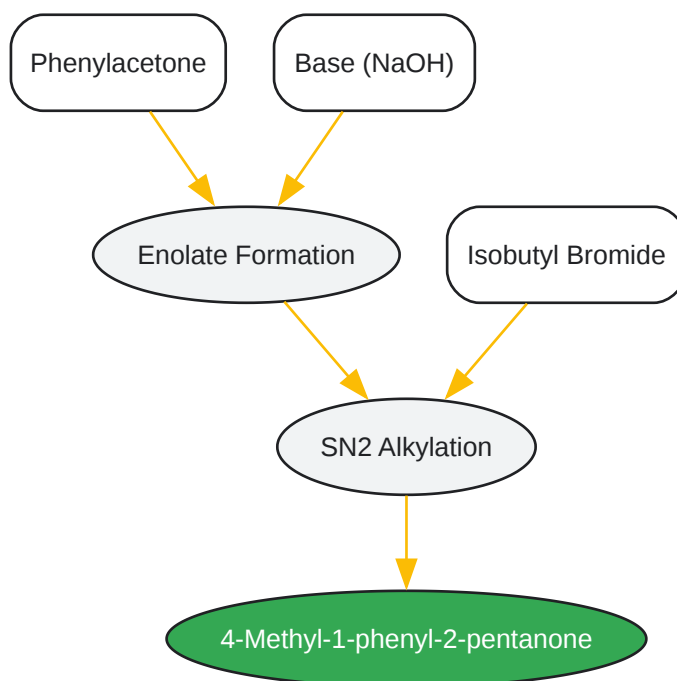 Phenylacetone
Base (NaOH)
Enolate Formation
Isobutyl Bromide
SN2 Alkylation
4-Methyl-1-phenyl-2-pentanone